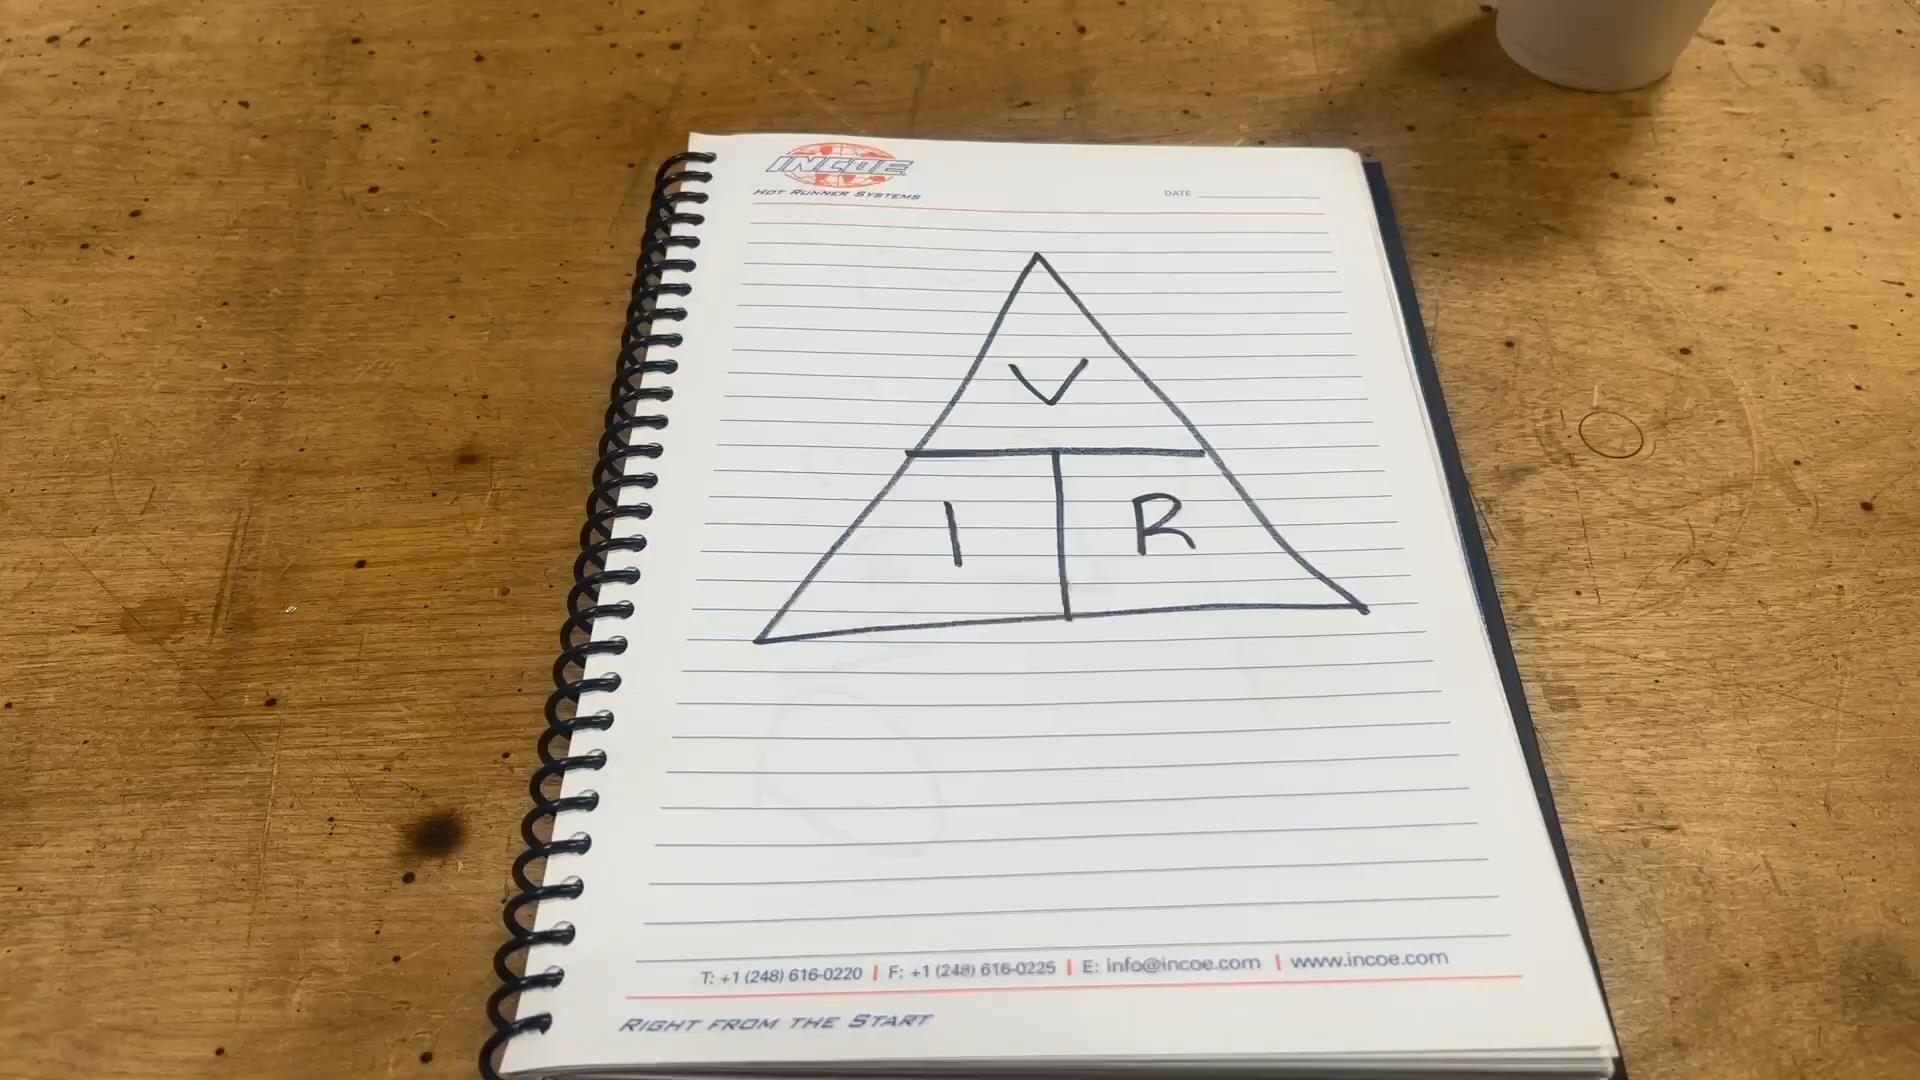 INCOE
HOT RUNNER SYSTEMS
DATE
V
I R
T: +1 (248) 616-0220 | F: +1 (248) 616-0225 | E: info@incoe.com | www.incoe.com
RIGHT FROM THE START